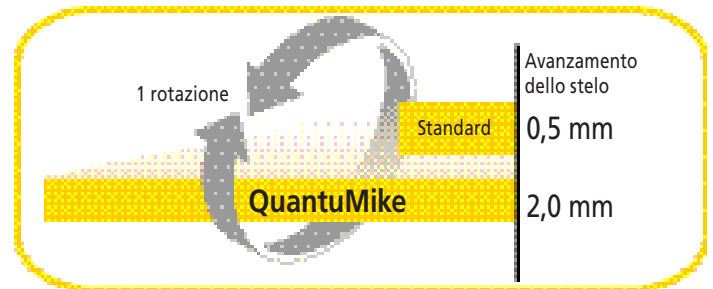 Avanzamento
dello stelo
1 rotazione
Standard
0,5 mm
QuantuMike
2,0 mm